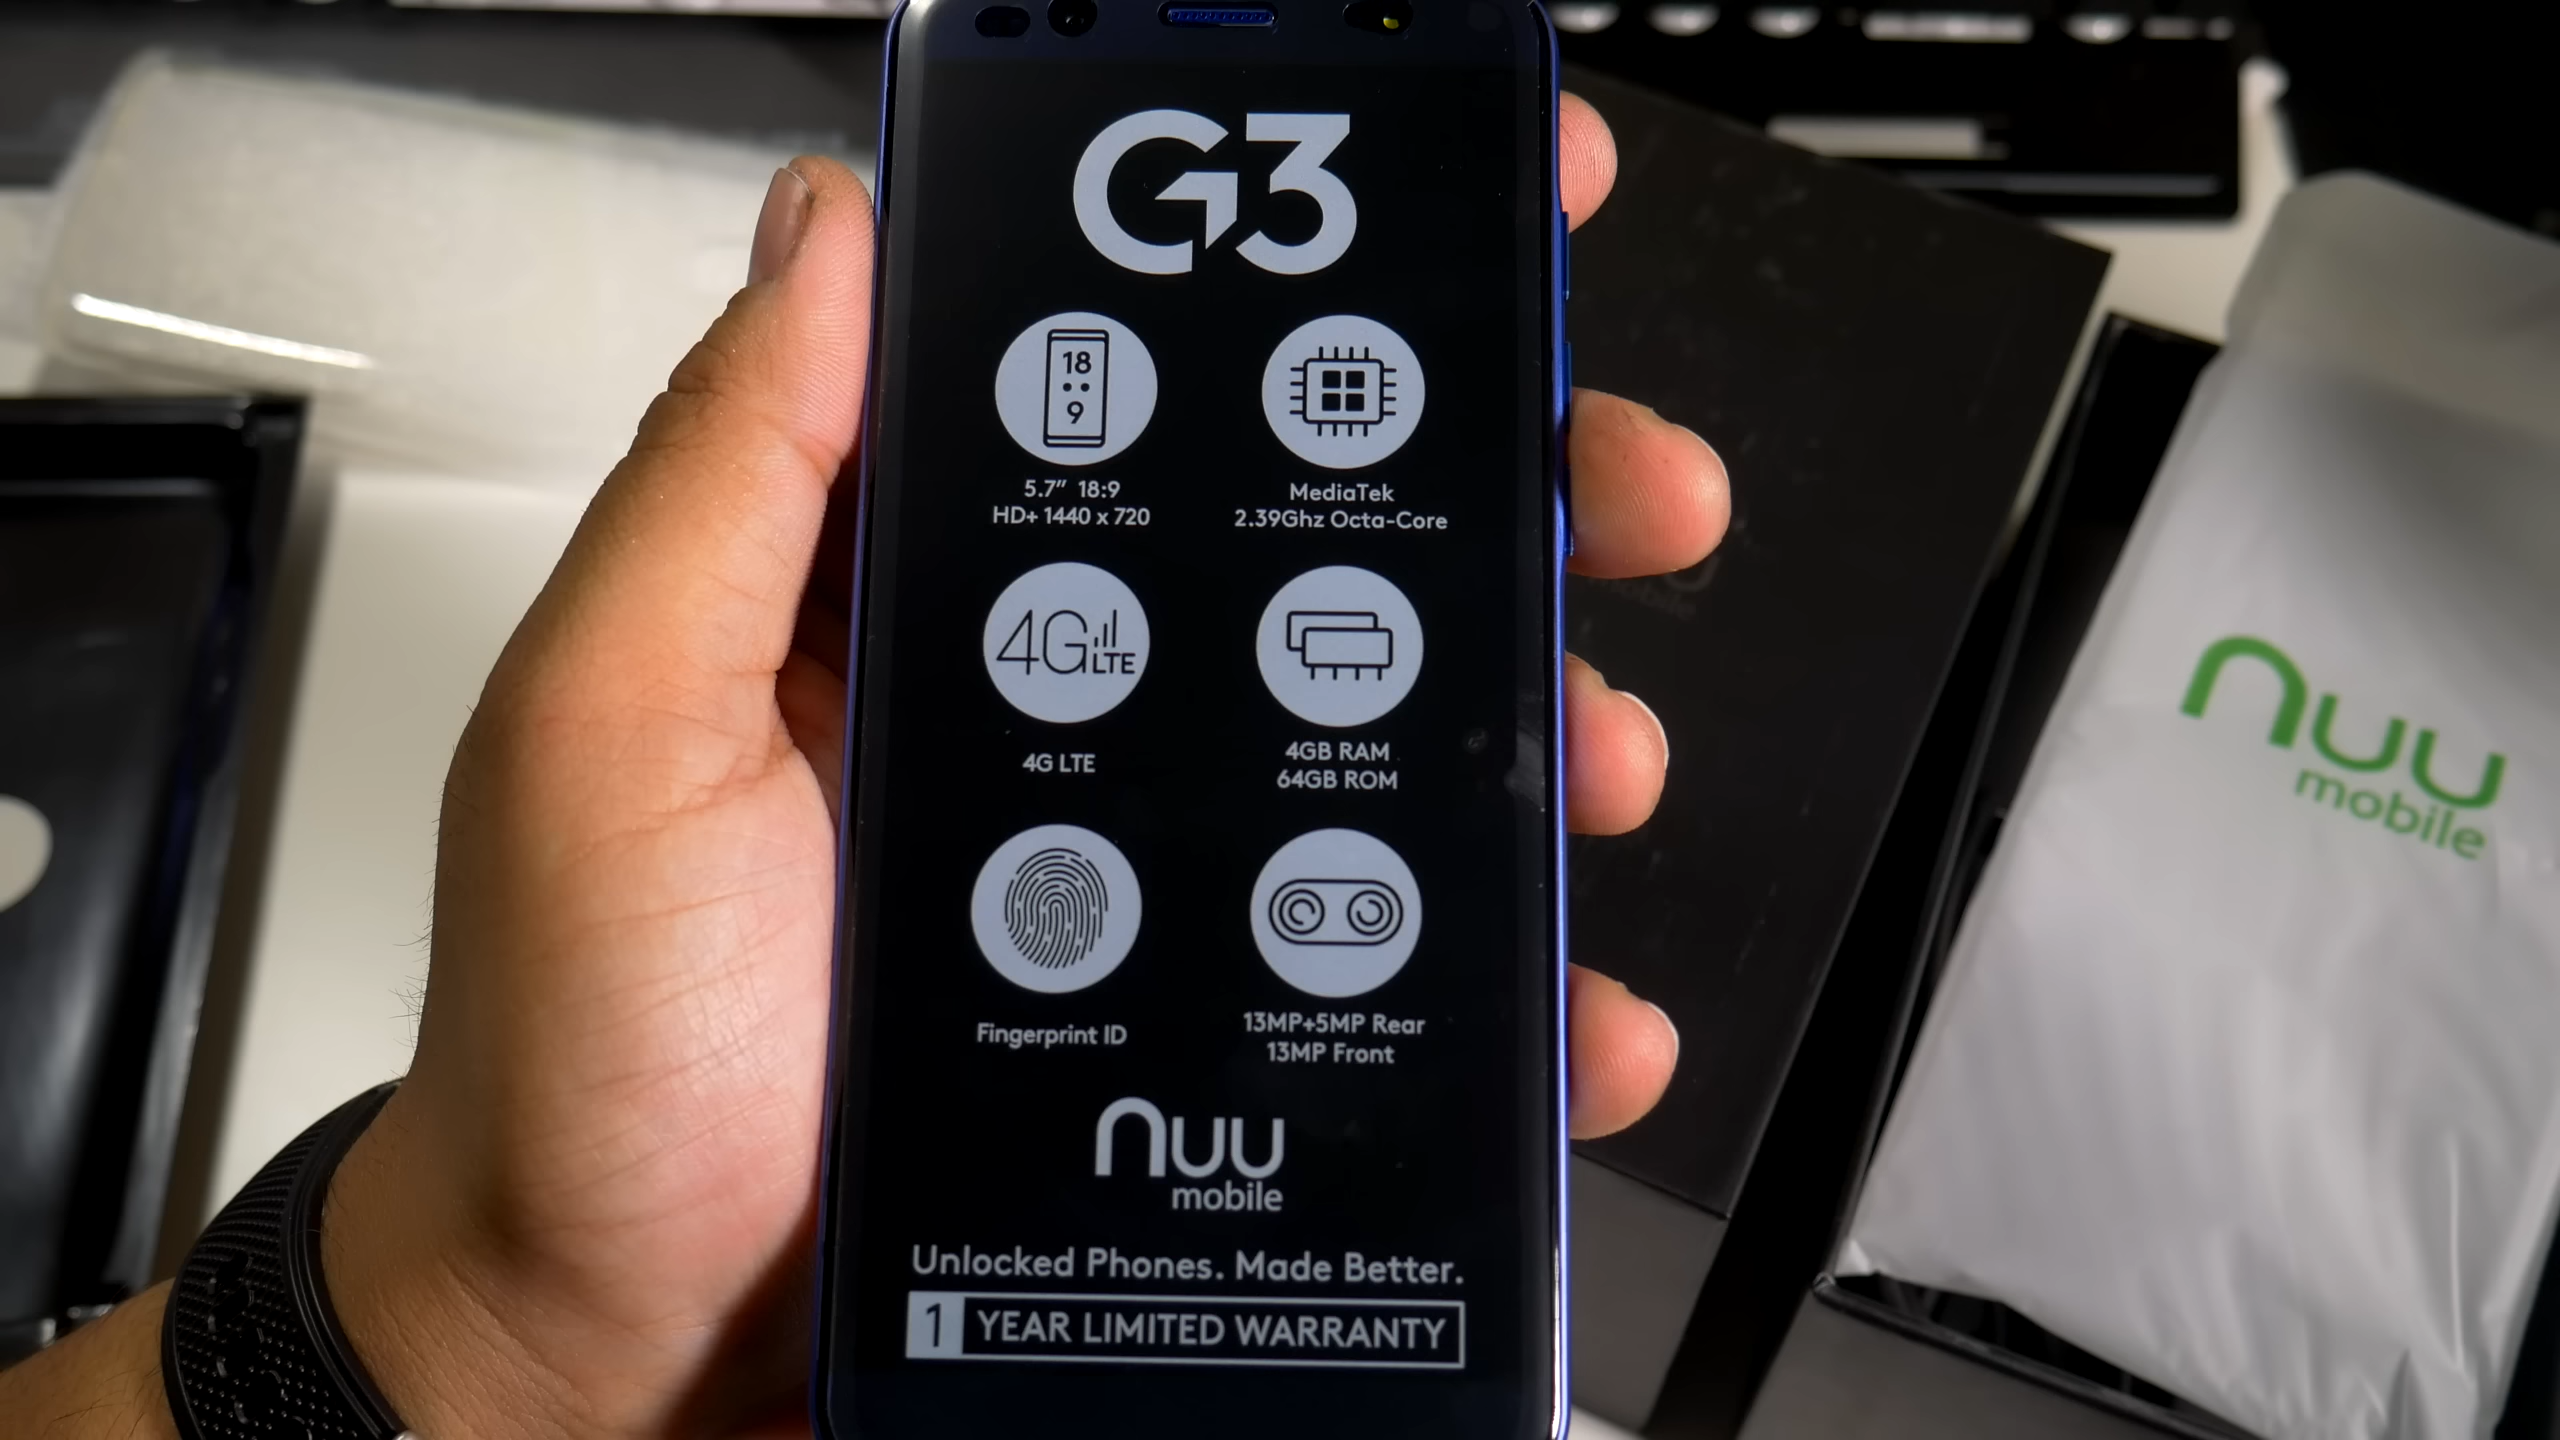 G3
18
:
9
5.7" 18:9
HD+ 1440 x 720
MediaTek
2.39Ghz Octa-Core
4G LTE
4G LTE
4GB RAM
64GB ROM
Fingerprint ID
13MP+5MP Rear
13MP Front
nuu
mobile
Unlocked Phones. Made Better.
1 YEAR LIMITED WARRANTY
nuu
mobile
mobile